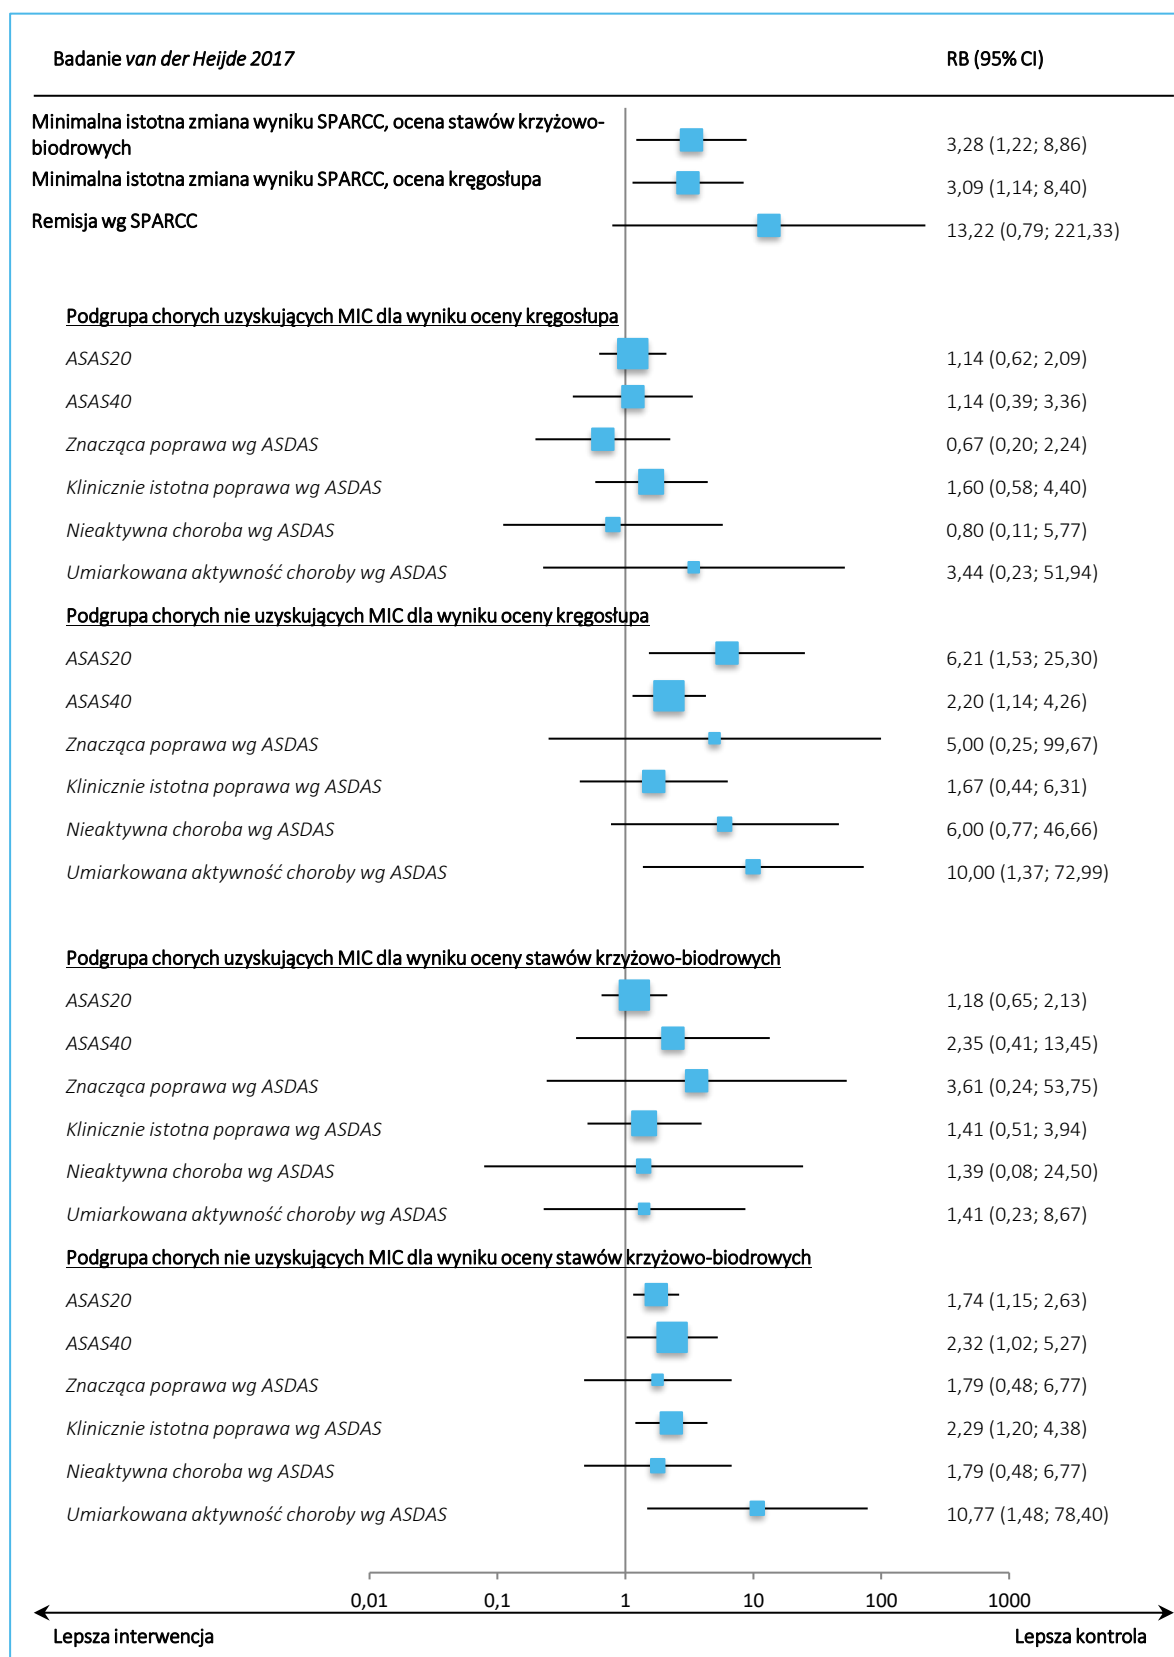 Badanie van der Heijde 2017 RB (95% CI)
Minimalna istotna zmiana wyniku SPARCC, ocena stawów krzyżowo-
biodrowych 3,28 (1,22; 8,86)
Minimalna istotna zmiana wyniku SPARCC, ocena kręgosłupa 3,09 (1,14; 8,40)
Remisja wg SPARCC 13,22 (0,79; 221,33)
Podgrupa chorych uzyskujących MIC dla wyniku oceny kręgosłupa
ASAS20 1,14 (0,62; 2,09)
ASAS40 1,14 (0,39; 3,36)
Znacząca poprawa wg ASDAS 0,67 (0,20; 2,24)
Klinicznie istotna poprawa wg ASDAS 1,60 (0,58; 4,40)
Nieaktywna choroba wg ASDAS 0,80 (0,11; 5,77)
Umiarkowana aktywność choroby wg ASDAS 3,44 (0,23; 51,94)
Podgrupa chorych nie uzyskujących MIC dla wyniku oceny kręgosłupa
ASAS20 6,21 (1,53; 25,30)
ASAS40 2,20 (1,14; 4,26)
Znacząca poprawa wg ASDAS 5,00 (0,25; 99,67)
Klinicznie istotna poprawa wg ASDAS 1,67 (0,44; 6,31)
Nieaktywna choroba wg ASDAS 6,00 (0,77; 46,66)
Umiarkowana aktywność choroby wg ASDAS 10,00 (1,37; 72,99)
Podgrupa chorych uzyskujących MIC dla wyniku oceny stawów krzyżowo-biodrowych
ASAS20 1,18 (0,65; 2,13)
ASAS40 2,35 (0,41; 13,45)
Znacząca poprawa wg ASDAS 3,61 (0,24; 53,75)
Klinicznie istotna poprawa wg ASDAS 1,41 (0,51; 3,94)
Nieaktywna choroba wg ASDAS 1,39 (0,08; 24,50)
Umiarkowana aktywność choroby wg ASDAS 1,41 (0,23; 8,67)
Podgrupa chorych nie uzyskujących MIC dla wyniku oceny stawów krzyżowo-biodrowych
ASAS20 1,74 (1,15; 2,63)
ASAS40 2,32 (1,02; 5,27)
Znacząca poprawa wg ASDAS 1,79 (0,48; 6,77)
Klinicznie istotna poprawa wg ASDAS 2,29 (1,20; 4,38)
Nieaktywna choroba wg ASDAS 1,79 (0,48; 6,77)
Umiarkowana aktywność choroby wg ASDAS 10,77 (1,48; 78,40)
0,01 0,1 1 10 100 1000
Lepsza interwencja Lepsza kontrola